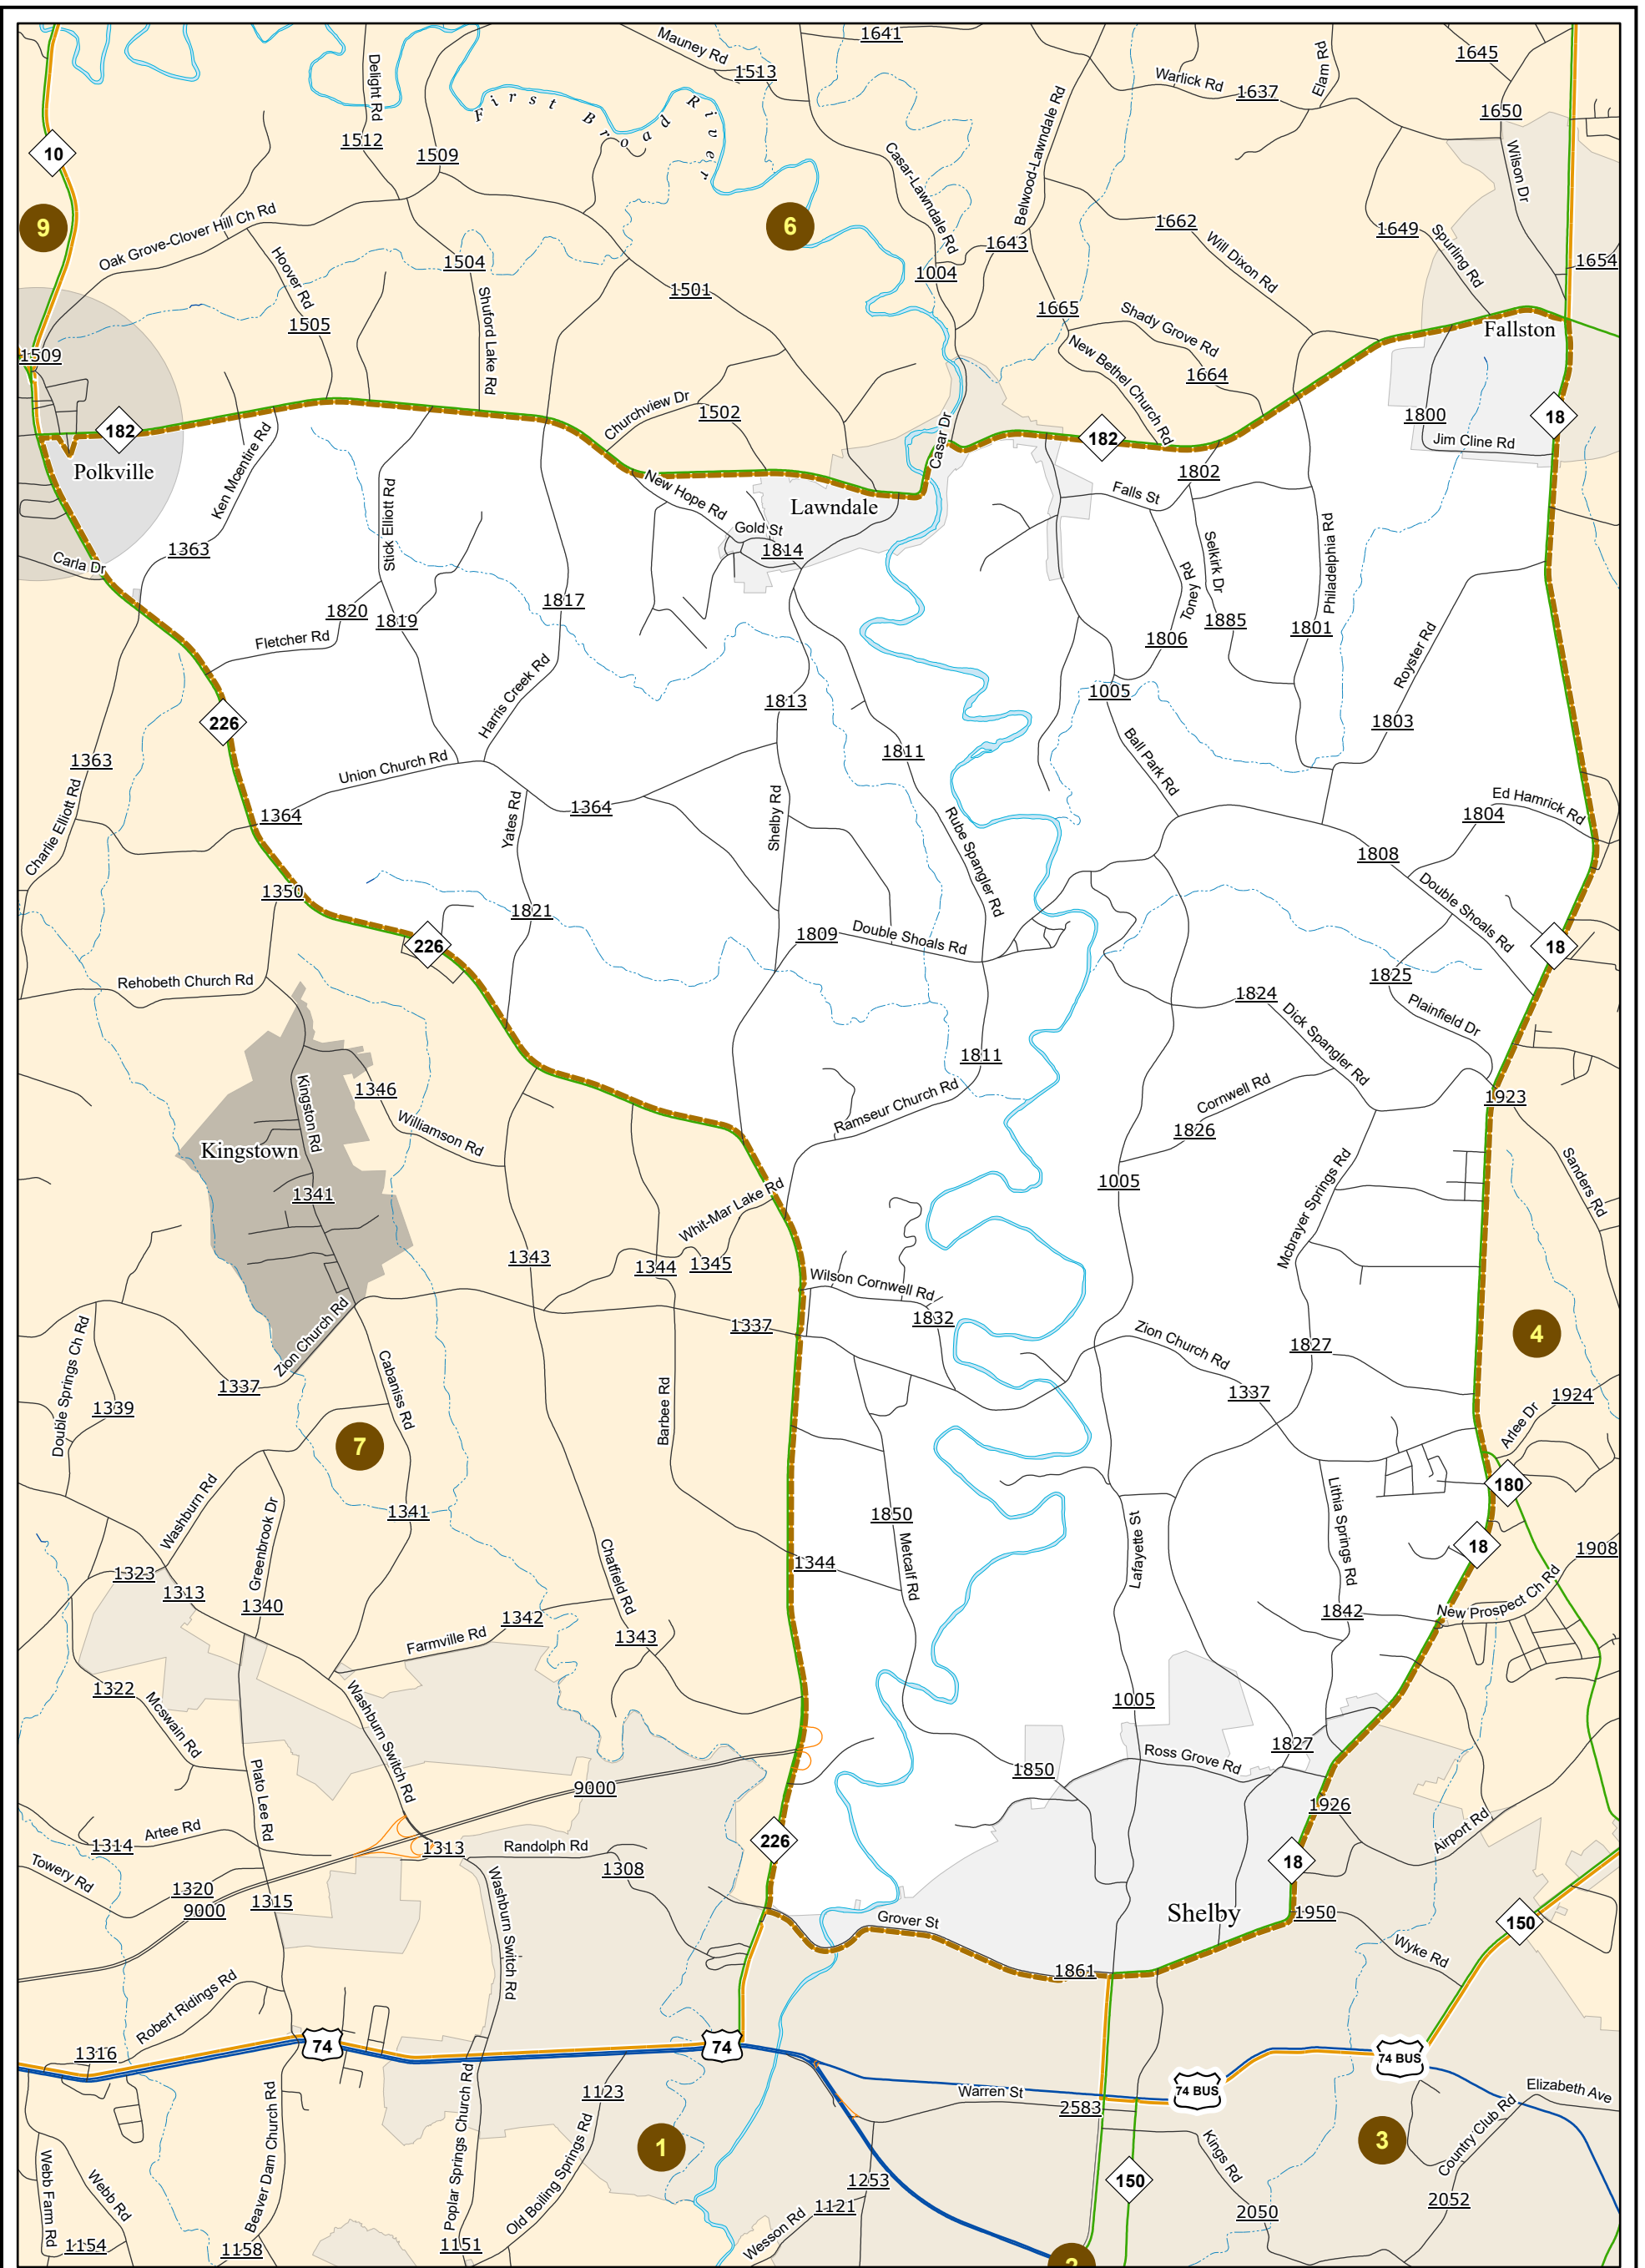 1641
Mauney Rd
1513
1645
Delight Rd
Elam Rd
Warlick Rd
1637
First Broad River
1650
1512
1509
10
Casar-Lawndale Rd
Belwood-Lawndale Rd
Wilson Dr
9
6
Oak Grove-Clover Hill Ch Rd
1662
1649
Spurling Rd
1643
Will Dixon Rd
Hoover Rd
1504
1004
1654
1501
1665
Shuford Lake Rd
1505
Shady Grove Rd
Fallston
1509
New Bethel Church Rd
1664
Churchview Dr
1502
1800
18
182
Casar Dr
182
Jim Cline Rd
Polkville
Ken Mcentire Rd
1802
New Hope Rd
Falls St
Lawndale
Stick Elliott Rd
Gold St
1814
Philadelphia Rd
Selkirk Dr
1363
Carla Dr
Toney Rd
1820
1819
1817
1885
1801
Fletcher Rd
1806
Royster Rd
Harris Creek Rd
1005
1813
226
1803
1363
Union Church Rd
1811
Ball Park Rd
Charlie Elliott Rd
1364
Yates Rd
1364
Shelby Rd
Ed Hamrick Rd
1804
Rube Spangler Rd
1808
1350
Double Shoals Rd
1821
226
1809
Double Shoals Rd
18
Rehobeth Church Rd
1825
1824
Plainfield Dr
Dick Spangler Rd
1811
1346
Kingston Rd
Ramseur Church Rd
Cornwell Rd
1923
Williamson Rd
1826
Kingstown
Sanders Rd
1341
Whit-Mar Lake Rd
1005
Mcbrayer Springs Rd
1343
1344
1345
Wilson Cornwell Rd
1832
1337
Zion Church Rd
4
Zion Church Rd
1827
Double Springs Ch Rd
1337
Cabaniss Rd
1337
1339
Barbee Rd
1924
Arlee Dr
7
180
Washburn Rd
1341
1850
Lithia Springs Rd
Greenbrook Dr
Lafayette St
18
1323
Chatfield Rd
1344
Metcalf Rd
1908
1313
1340
1342
1842
New Prospect Ch Rd
Farmville Rd
1343
1322
Mcswain Rd
Washburn Switch Rd
1005
1827
Ross Grove Rd
1850
9000
Plato Lee Rd
1926
1314
Artee Rd
1313
Randolph Rd
226
Airport Rd
Towery Rd
1308
18
1320
9000
1315
Washburn Switch Rd
Shelby
Grover St
1950
150
Wyke Rd
1861
Robert Ridings Rd
1316
74
74
74 BUS
74 BUS
1123
Warren St
2583
Elizabeth Ave
Beaver Dam Church Rd
Poplar Springs Church Rd
Old Boiling Springs Rd
1
3
Country Club Rd
Kings Rd
Webb Farm Rd
Webb Rd
1253
150
1121
2052
2050
Wesson Rd
1154
1158
1151
2